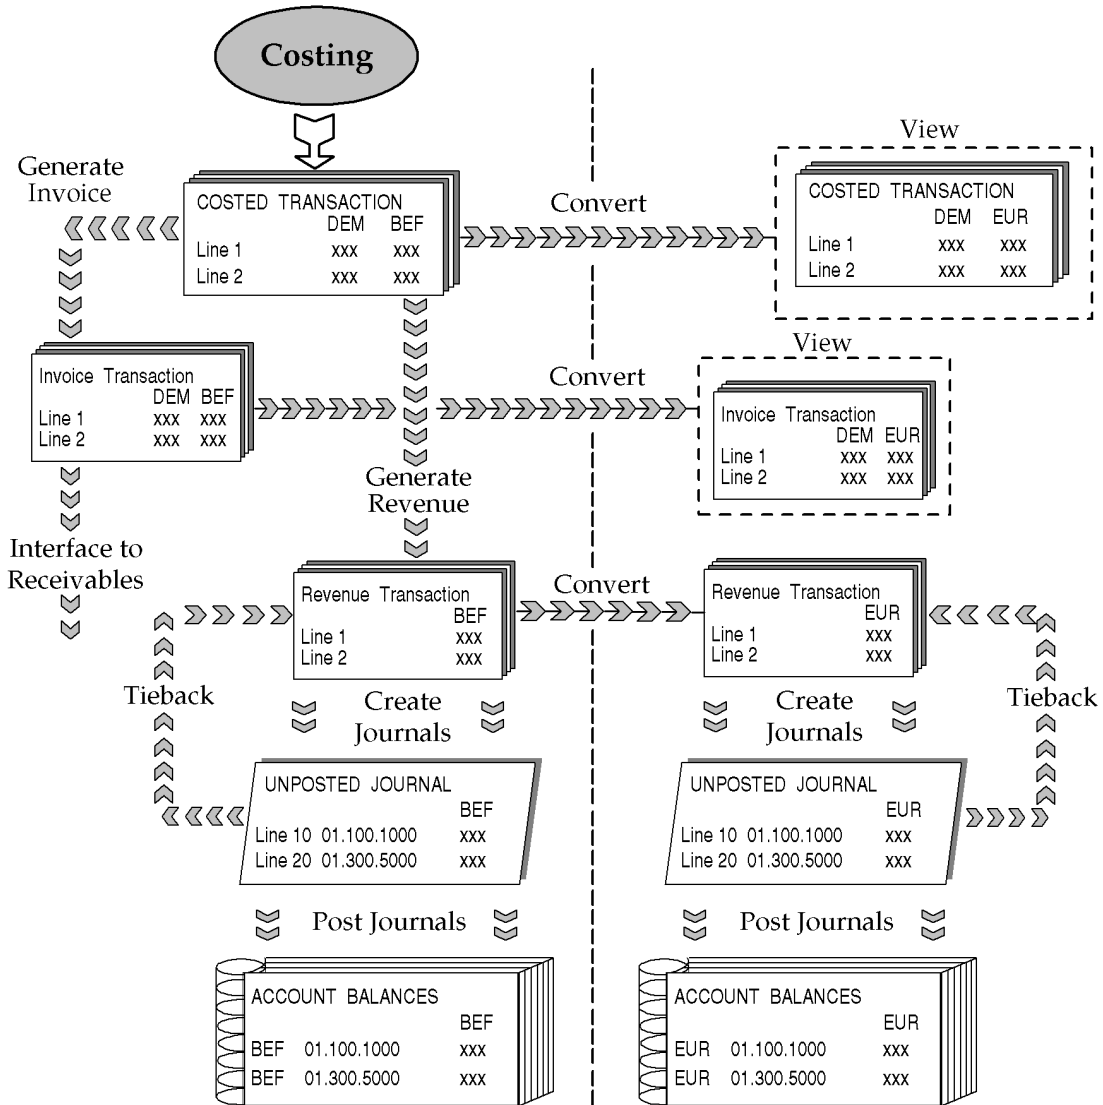 Costing
View
Generate
Invoice
COSTED TRANSACTION
DEM BEF
Line 1 xxx xxx
Line 2 xxx xxx
Convert
COSTED TRANSACTION
DEM EUR
Line 1 xxx xxx
Line 2 xxx xxx
View
Invoice Transaction
DEM BEF
Line 1 xxx xxx
Line 2 xxx xxx
Convert
Invoice Transaction
DEM EUR
Line 1 xxx xxx
Line 2 xxx xxx
Generate
Revenue
Interface to
Receivables
Revenue Transaction
BEF
Line 1 xxx
Line 2 xxx
Convert
Revenue Transaction
EUR
Line 1 xxx
Line 2 xxx
Tieback
Create
Journals
Create
Journals
Tieback
UNPOSTED JOURNAL
BEF
Line 10 01.100.1000 xxx
Line 20 01.300.5000 xxx
UNPOSTED JOURNAL
EUR
Line 10 01.100.1000 xxx
Line 20 01.300.5000 xxx
Post Journals
Post Journals
ACCOUNT BALANCES
BEF
BEF 01.100.1000 xxx
BEF 01.300.5000 xxx
ACCOUNT BALANCES
EUR
EUR 01.100.1000 xxx
EUR 01.300.5000 xxx